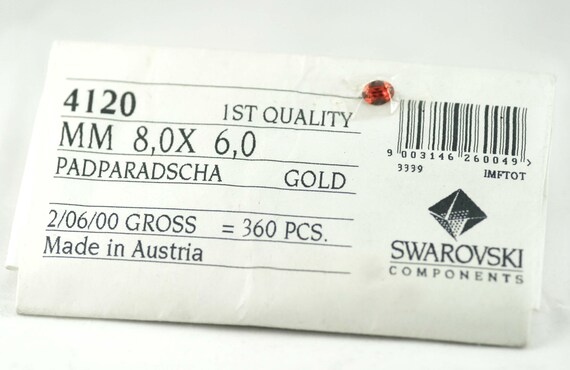 4120 1ST QUALITY
MM 8,0X 6,0
PADPARADSCHA GOLD
2/06/00 GROSS = 360 PCS.
Made in Austria
9 003146 260049 >
3339 IMFTOT
SWAROVSKI
COMPONENTS